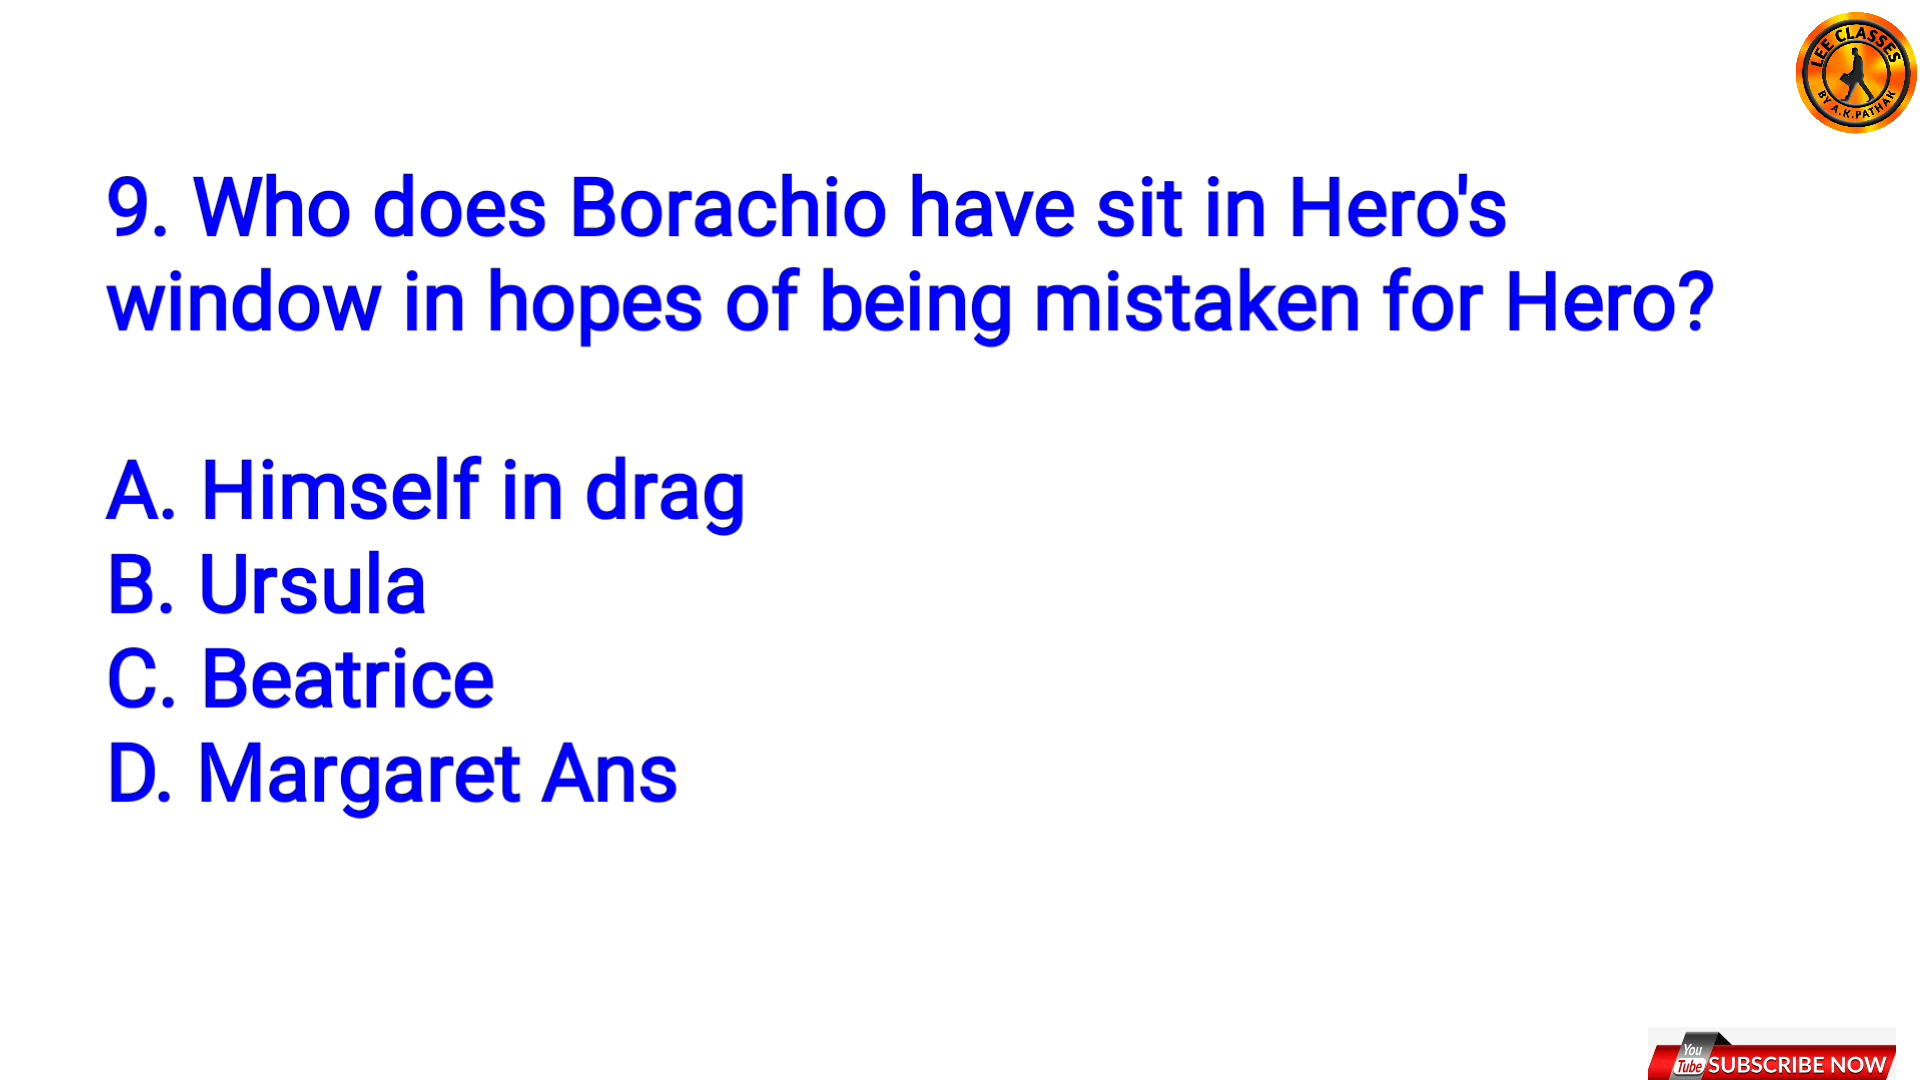 LEE CLASSES
BY A.K.PATHAK
9. Who does Borachio have sit in Hero's
window in hopes of being mistaken for Hero?
A. Himself in drag
B. Ursula
C. Beatrice
D. Margaret Ans
You
Tube
SUBSCRIBE NOW